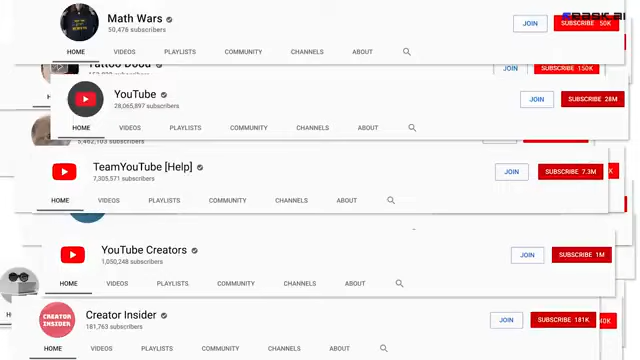 Math Wars
50,476 subscribers
JOIN
SUBSCRIBE 50K
HOME VIDEOS PLAYLISTS COMMUNITY CHANNELS ABOUT
JOIN
SUBSCRIBE 150K
YouTube
28,065,897 subscribers
JOIN
SUBSCRIBE 28M
HOME VIDEOS PLAYLISTS COMMUNITY CHANNELS ABOUT
5,462,103 subscribers
TeamYouTube [Help]
7,305,571 subscribers
JOIN
SUBSCRIBE 7.3M
HOME VIDEOS PLAYLISTS COMMUNITY CHANNELS ABOUT
YouTube Creators
1,050,248 subscribers
JOIN
SUBSCRIBE 1M
HOME VIDEOS PLAYLISTS COMMUNITY CHANNELS ABOUT
CREATOR
INSIDER
Creator Insider
181,763 subscribers
JOIN
SUBSCRIBE 181K
HOME VIDEOS PLAYLISTS COMMUNITY CHANNELS ABOUT